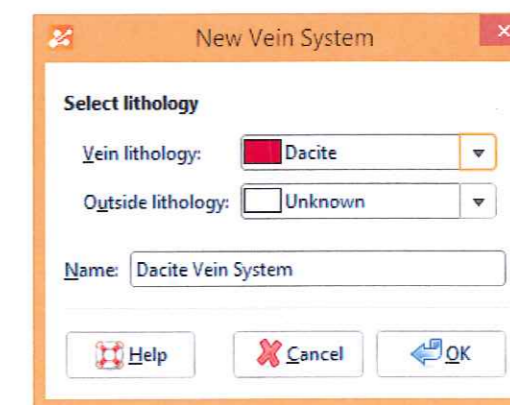 New Vein System
Select lithology
Vein lithology: Dacite
Outside lithology: Unknown
Name: Dacite Vein System
Help Cancel OK